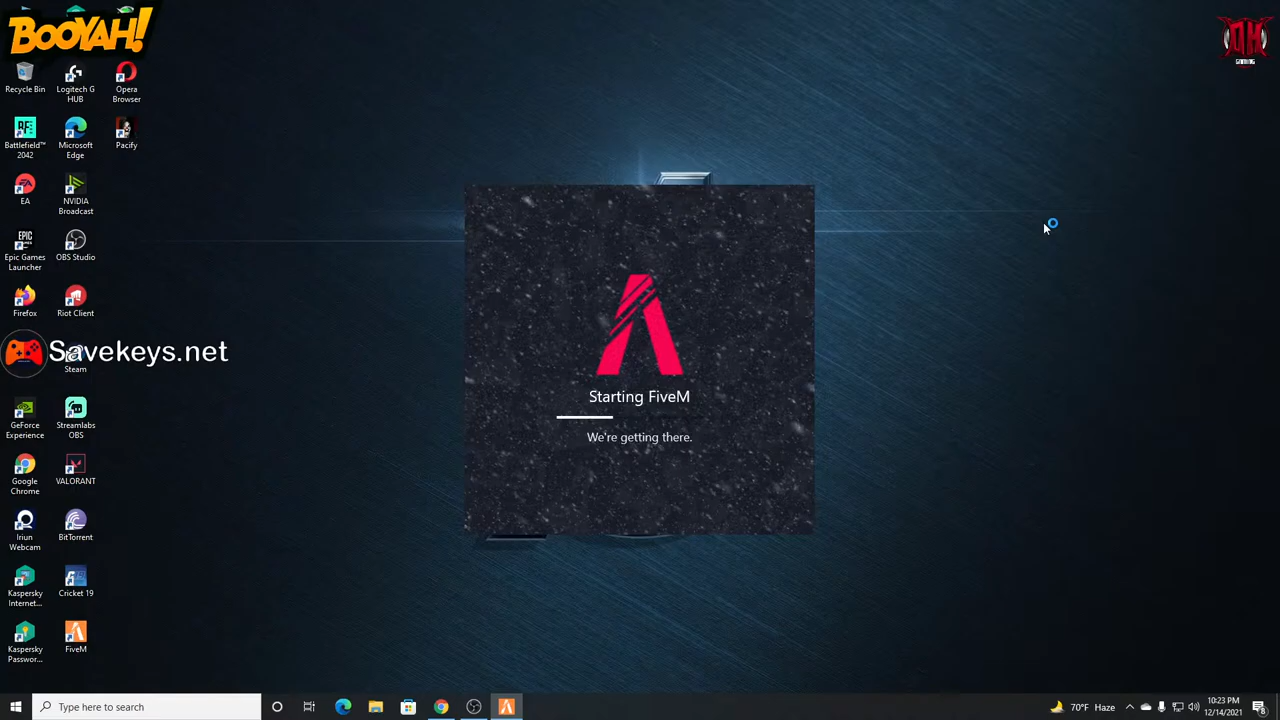 BOOYAH!
Recycle Bin
Logitech G
HUB
Opera
Browser
Battlefield™
2042
Microsoft
Edge
Pacify
EA
NVIDIA
Broadcast
Epic Games
Launcher
OBS Studio
Firefox
Riot Client
Savekeys.net
Steam
GeForce
Experience
Streamlabs
OBS
Google
Chrome
VALORANT
Iriun
Webcam
BitTorrent
Kaspersky
Internet...
Cricket 19
Kaspersky
Passwor...
FiveM
Starting FiveM
We're getting there.
GAMING
Type here to search
70°F Haze
10:23 PM
12/14/2021
8